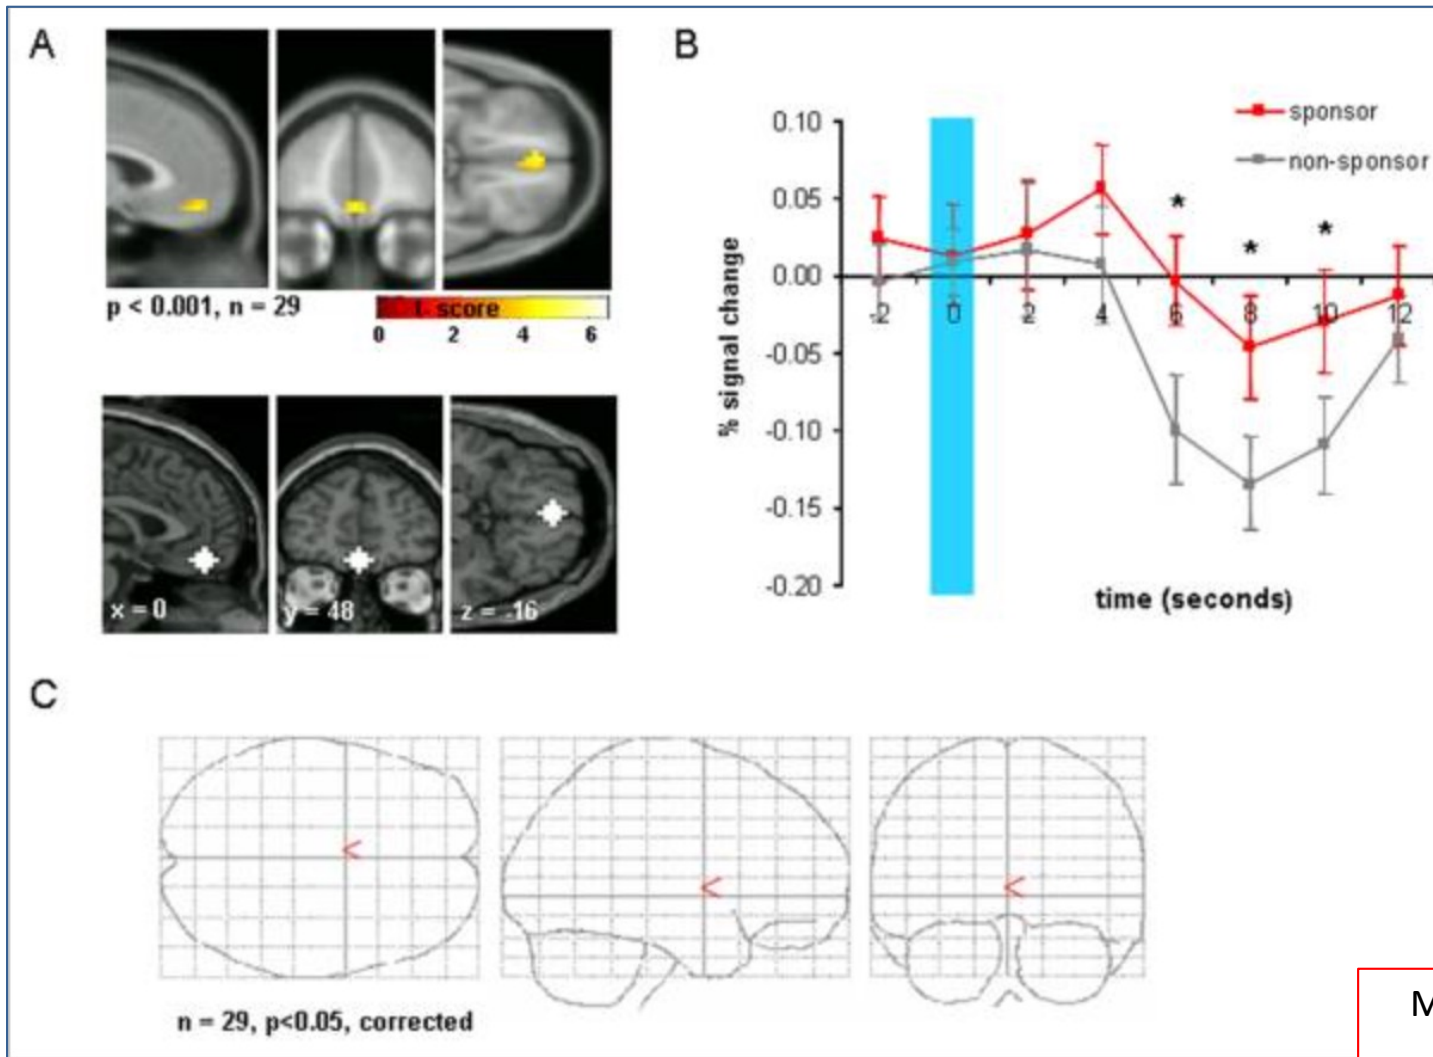 A
p < 0.001, n = 29
t- score
0 2 4 6
x = 0
y = 48
z = -16
B
sponsor
non-sponsor
0.10
0.05
0.00
-0.05
-0.10
-0.15
-0.20
% signal change
-2 0 2 4 6 8 10 12
* * *
time (seconds)
C
n = 29, p<0.05, corrected
M